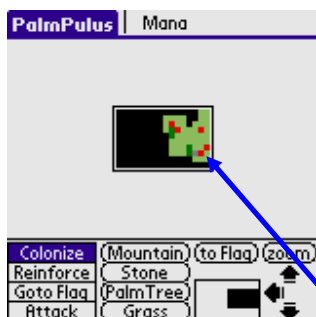 PalmPulus Mana
Colonize (Mountain) (to Flag) (zoom)
Reinforce (Stone)
Goto Flag (PalmTree)
Attack (Grass)